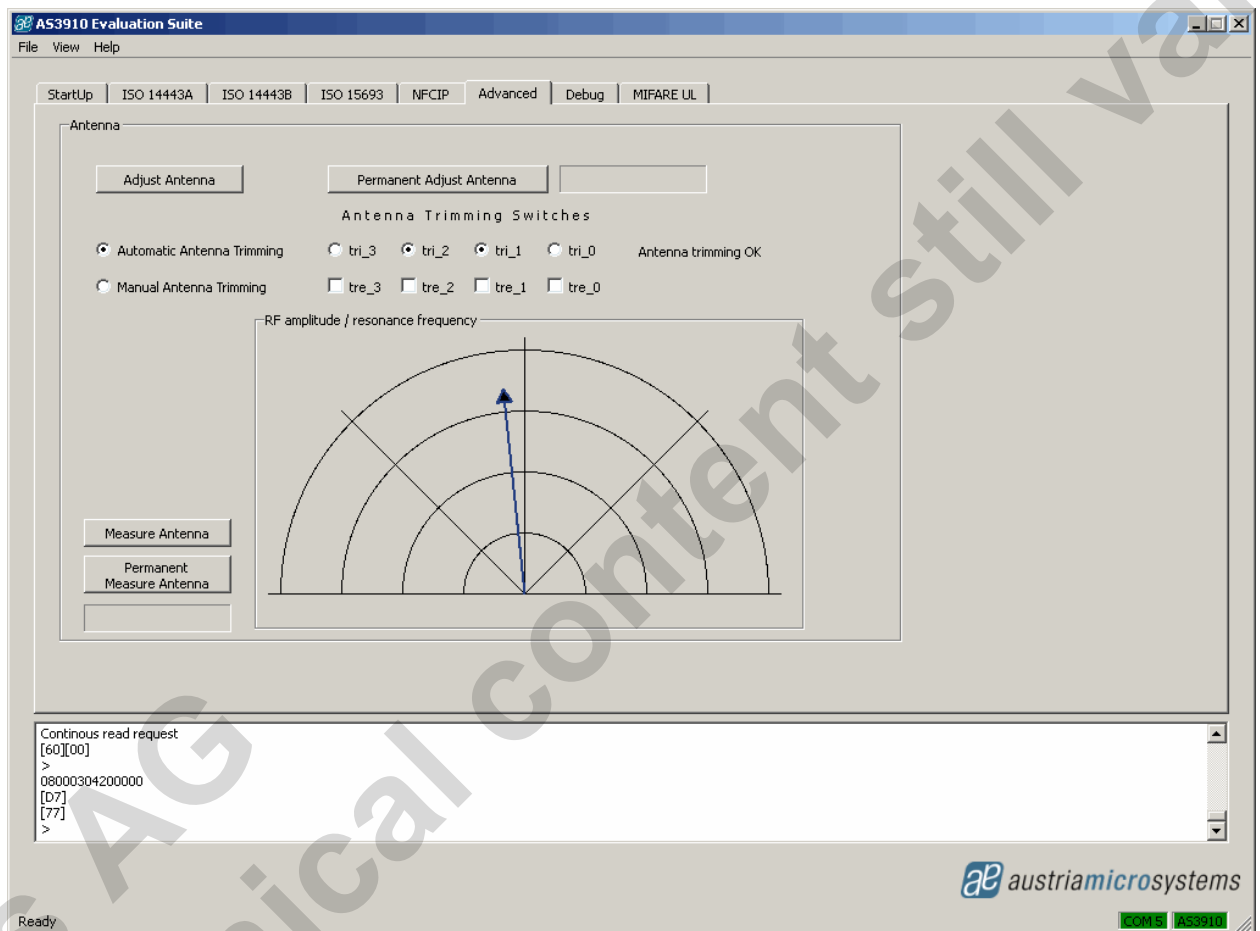 AS3910 Evaluation Suite
File View Help
StartUp ISO 14443A ISO 14443B ISO 15693 NFCIP Advanced Debug MIFARE UL
Antenna
Adjust Antenna Permanent Adjust Antenna
Antenna Trimming Switches
Automatic Antenna Trimming tri_3 tri_2 tri_1 tri_0 Antenna trimming OK
Manual Antenna Trimming tre_3 tre_2 tre_1 tre_0
RF amplitude / resonance frequency
Measure Antenna
Permanent
Measure Antenna
Continous read request
[60][00]
>
08000304200000
[D7]
[77]
>
austriamicrosystems
Ready COM 5 AS3910
AG
content still